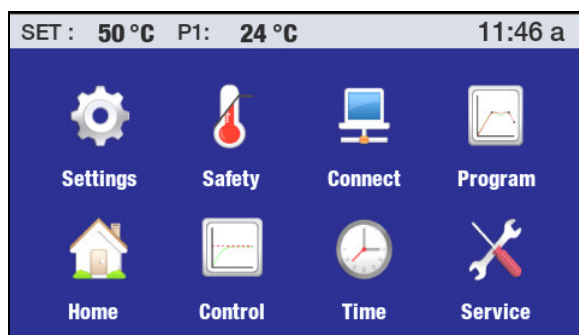 SET : 50 °C P1: 24 °C 11:46 a
Settings Safety Connect Program
Home Control Time Service